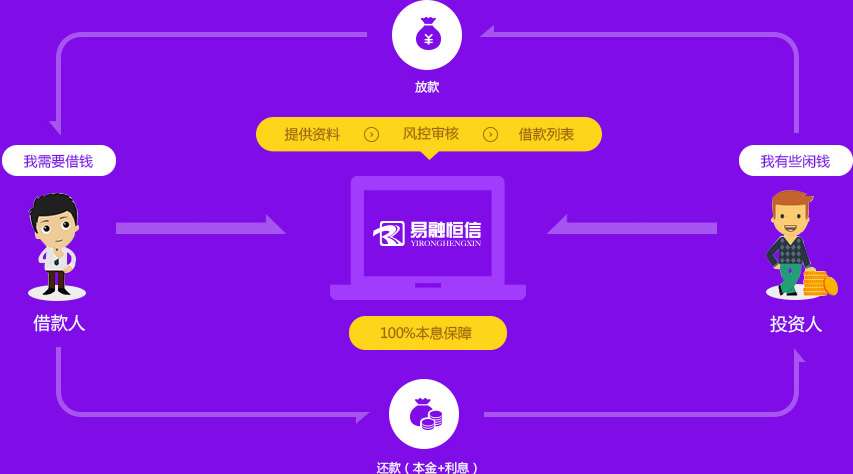 放款
提供资料 风控审核 借款列表
我需要借钱
我有些闲钱
易融恒信
YIRONGHENGXIN
借款人
投资人
100%本息保障
还款(本金+利息)